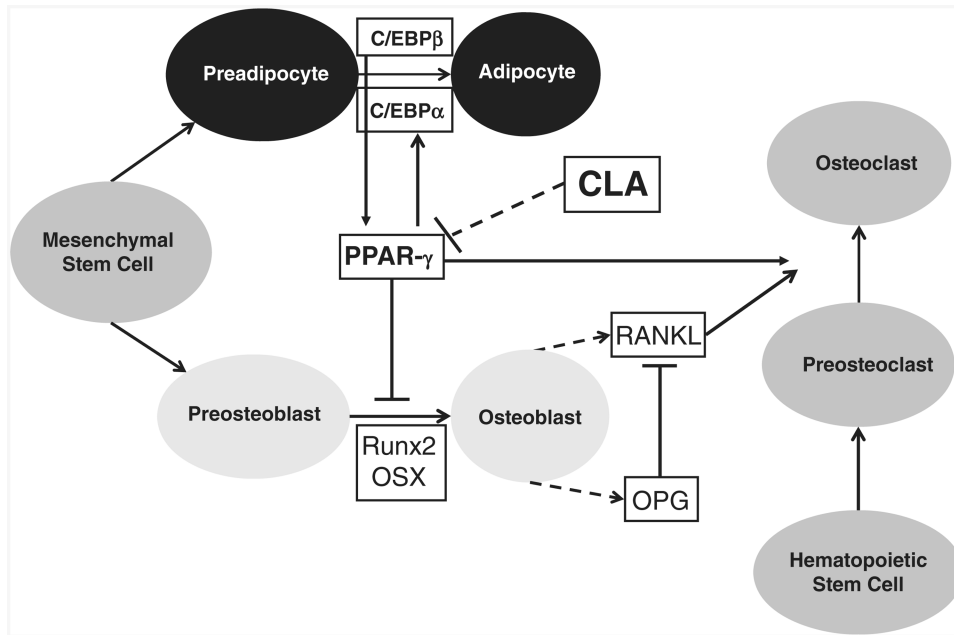 C/EBPβ
Preadipocyte
Adipocyte
C/EBPα
Osteoclast
CLA
Mesenchymal
Stem Cell
PPAR-γ
RANKL
Preosteoclast
Preosteoblast
Osteoblast
Runx2
OSX
OPG
Hematopoietic
Stem Cell